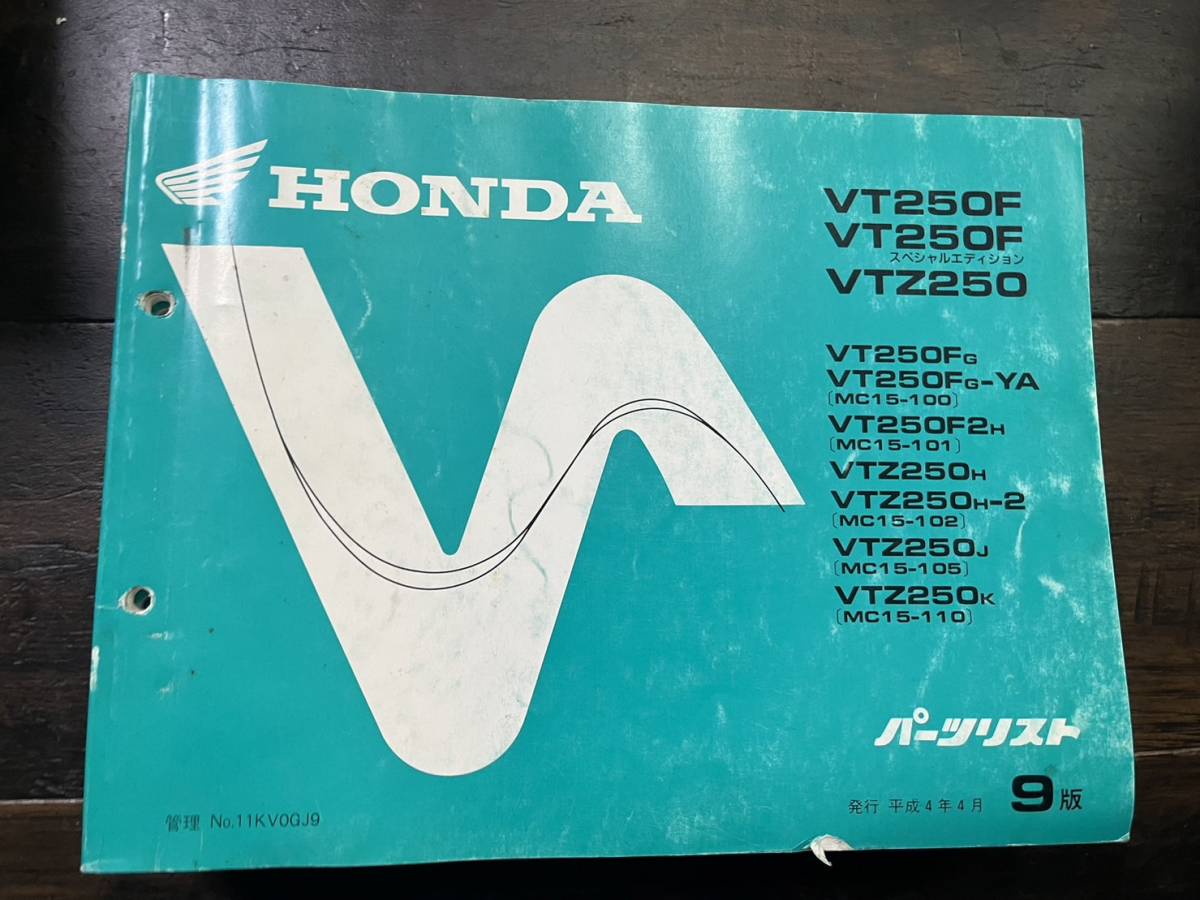 HONDA
VT250F
VT250F
スペシャルエディション
VTZ250
VT250FG
VT250FG-YA
〔MC15-100〕
VT250F2H
〔MC15-101〕
VTZ250H
VTZ250H-2
〔MC15-102〕
VTZ250J
〔MC15-105〕
VTZ250K
〔MC15-110〕
パーツリスト
発行 平成4年4月 9版
管理 No.11KV0GJ9